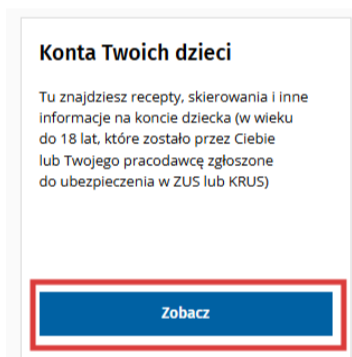 Konta Twoich dzieci
Tu znajdziesz recepty, skierowania i inne
informacje na koncie dziecka (w wieku
do 18 lat, które zostało przez Ciebie
lub Twojego pracodawcę zgłoszone
do ubezpieczenia w ZUS lub KRUS)
Zobacz